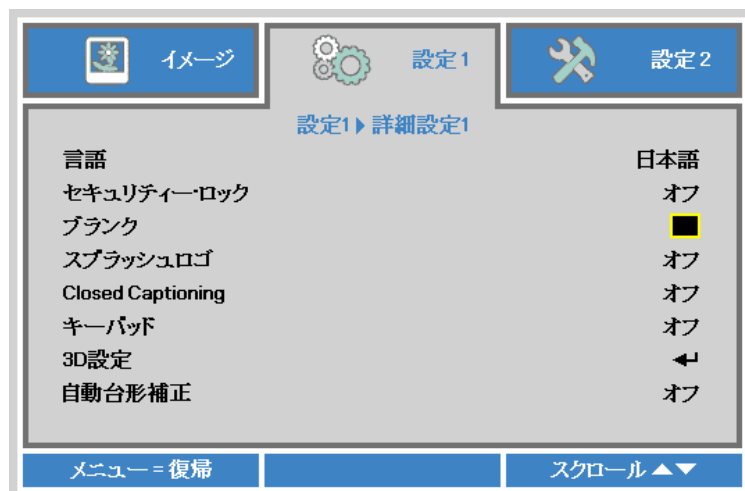 イメージ 設定1 設定2
設定1▶詳細設定1
言語 日本語
セキュリティー・ロック オフ
ブランク
スプラッシュロゴ オフ
Closed Captioning オフ
キーパッド オフ
3D設定
自動台形補正 オフ
メニュー = 復帰 スクロール▲▼